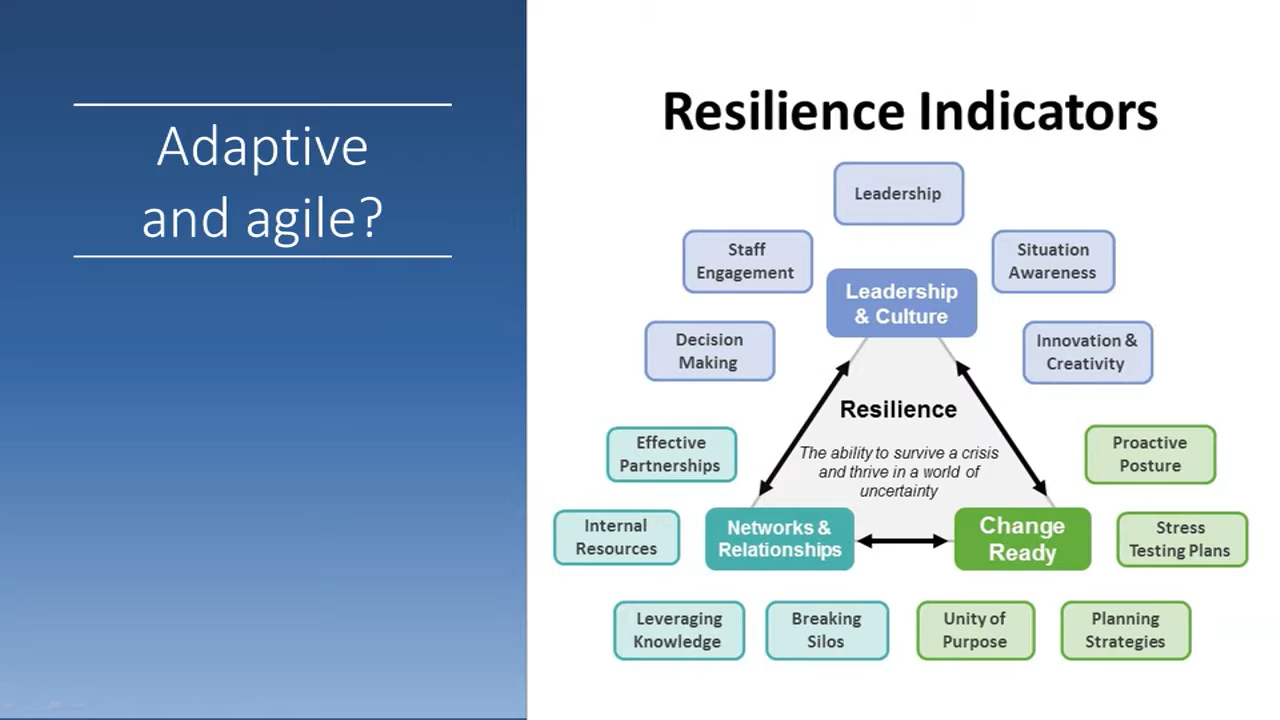 Adaptive
and agile?
Resilience Indicators
Leadership
Staff
Engagement
Situation
Awareness
Leadership
& Culture
Decision
Making
Innovation &
Creativity
Resilience
The ability to survive a crisis
and thrive in a world of
uncertainty
Effective
Partnerships
Proactive
Posture
Internal
Resources
Networks &
Relationships
Change
Ready
Stress
Testing Plans
Leveraging
Knowledge
Breaking
Silos
Unity of
Purpose
Planning
Strategies